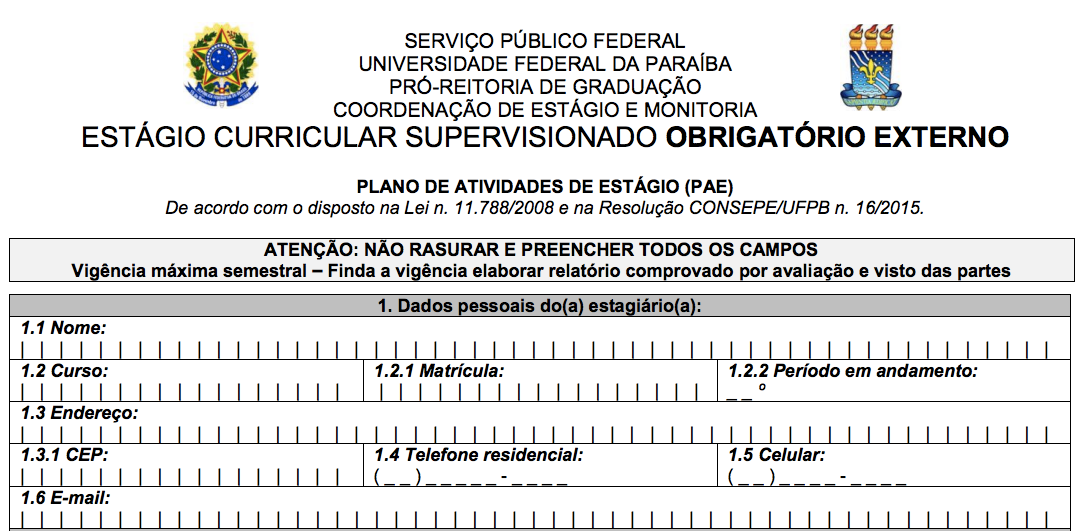 SERVIÇO PÚBLICO FEDERAL
UNIVERSIDADE FEDERAL DA PARAÍBA
PRÓ-REITORIA DE GRADUAÇÃO
COORDENAÇÃO DE ESTÁGIO E MONITORIA
ESTÁGIO CURRICULAR SUPERVISIONADO OBRIGATÓRIO EXTERNO
PLANO DE ATIVIDADES DE ESTÁGIO (PAE)
De acordo com o disposto na Lei n. 11.788/2008 e na Resolução CONSEPE/UFPB n. 16/2015.
ATENÇÃO: NÃO RASURAR E PREENCHER TODOS OS CAMPOS
Vigência máxima semestral – Finda a vigência elaborar relatório comprovado por avaliação e visto das partes
1. Dados pessoais do(a) estagiário(a):
1.1 Nome:
1.2 Curso: 1.2.1 Matrícula: 1.2.2 Período em andamento:
_ _ º
1.3 Endereço:
1.3.1 CEP: 1.4 Telefone residencial: 1.5 Celular:
( _ _ ) _ _ _ _ _ - _ _ _ _ ( _ _ ) _ _ _ _ - _ _ _ _
1.6 E-mail: